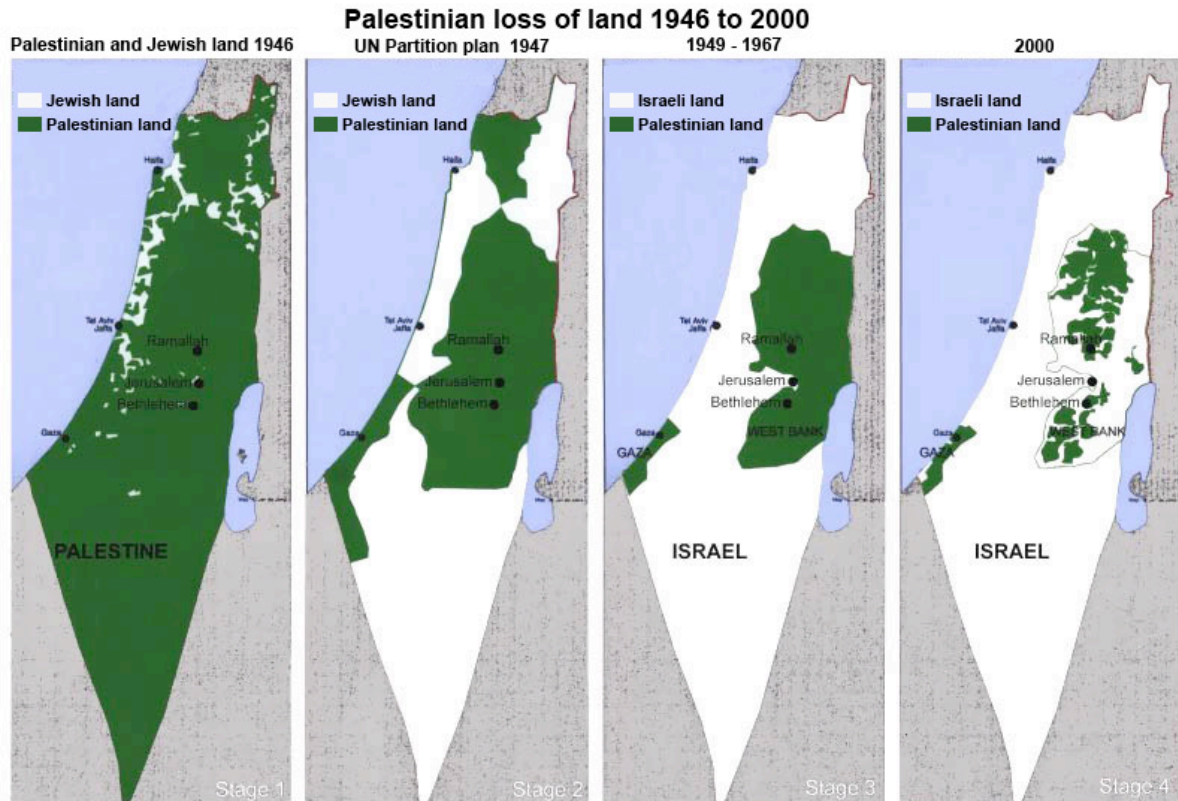 Palestinian loss of land 1946 to 2000
Palestinian and Jewish land 1946
Jewish land
Palestinian land
Haifa
Tel Aviv
Jaffa
Ramallah
Jerusalem
Bethlehem
Gaza
PALESTINE
Stage 1
UN Partition plan 1947
Jewish land
Palestinian land
Haifa
Tel Aviv
Jaffa
Ramallah
Jerusalem
Bethlehem
Gaza
Stage 2
1949 - 1967
Israeli land
Palestinian land
Haifa
Tel Aviv
Jaffa
Ramallah
Jerusalem
Bethlehem
Gaza
GAZA
WEST BANK
ISRAEL
Stage 3
2000
Israeli land
Palestinian land
Haifa
Tel Aviv
Jaffa
Ramallah
Jerusalem
Bethlehem
Gaza
GAZA
WEST BANK
ISRAEL
Stage 4